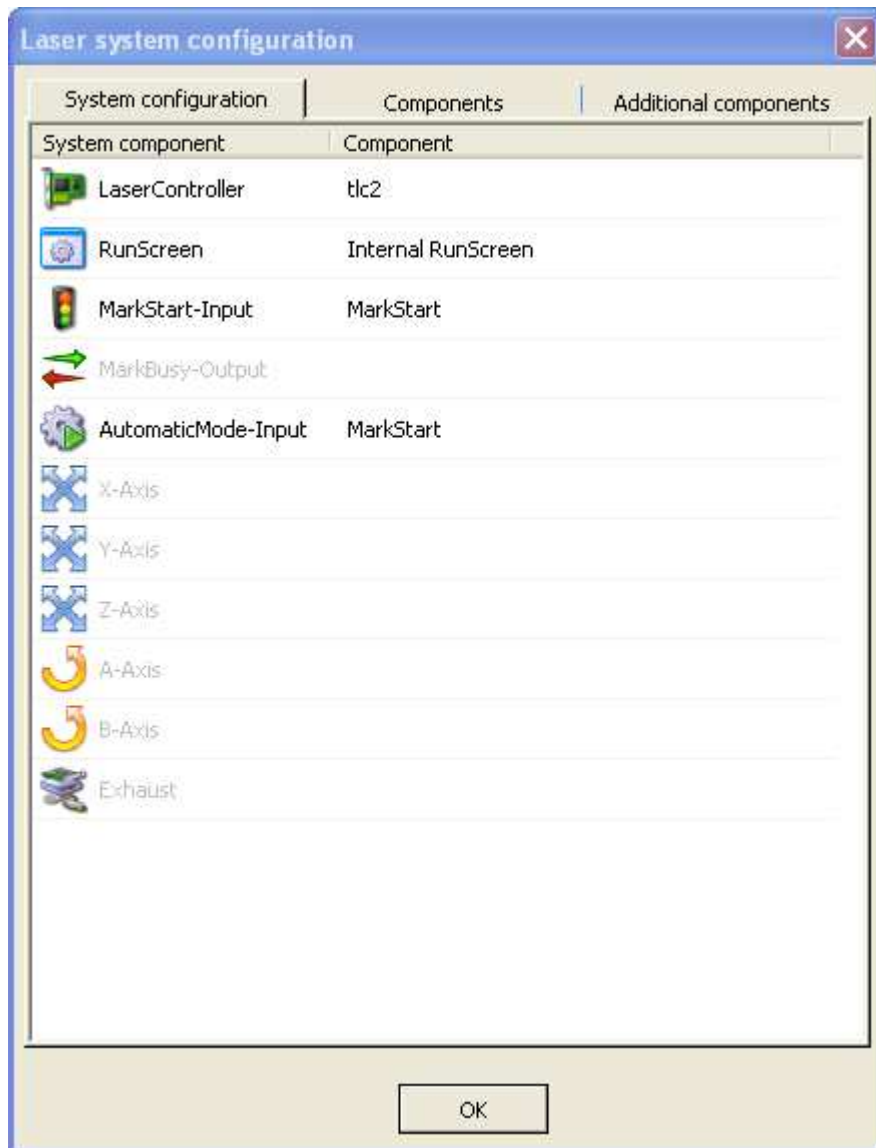 Laser system configuration
System configuration Components Additional components
System component Component
LaserController tlc2
RunScreen Internal RunScreen
MarkStart-Input MarkStart
MarkBusy-Output
AutomaticMode-Input MarkStart
X-Axis
Y-Axis
Z-Axis
A-Axis
B-Axis
Exhaust
OK